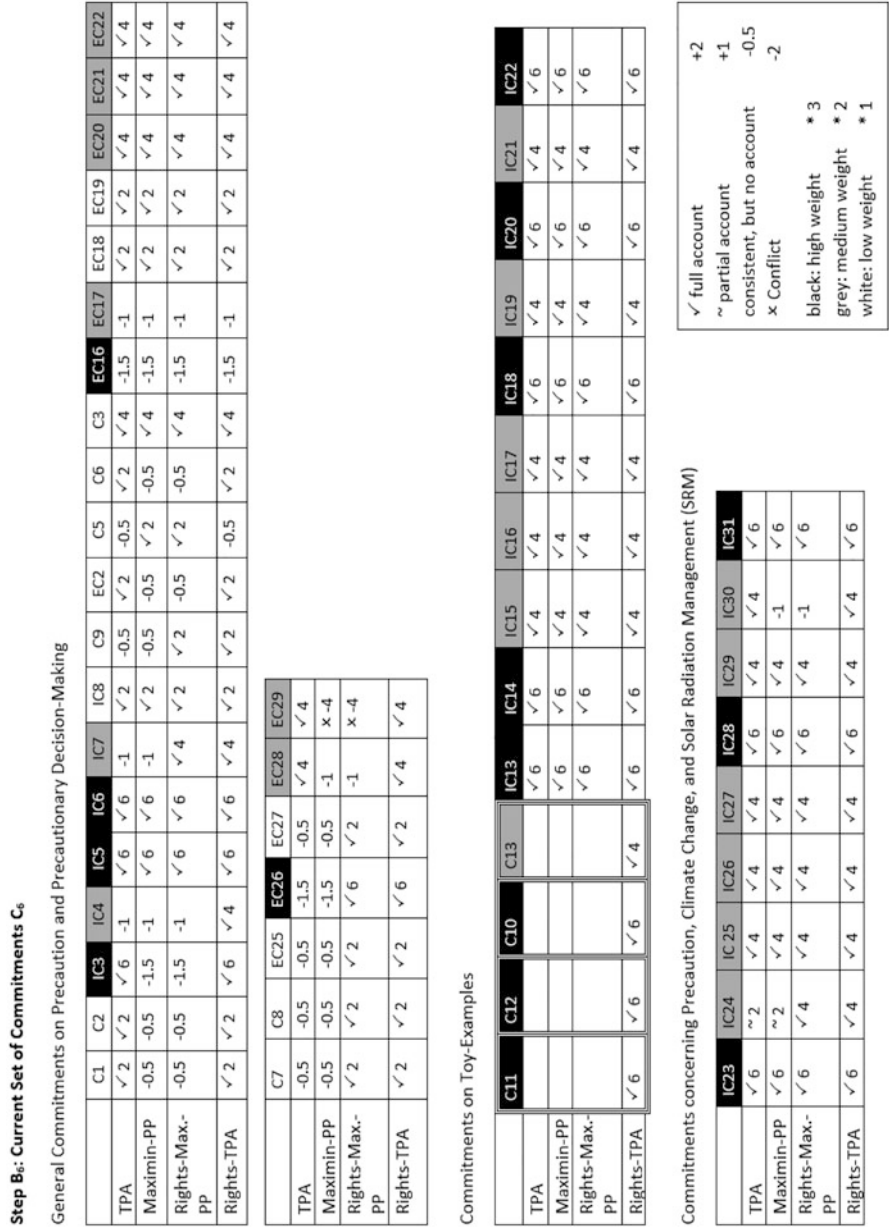 Step B₆: Current Set of Commitments C₆
General Commitments on Precaution and Precautionary Decision-Making
C1 C2 IC3 IC4 IC5 IC6 IC7 IC8 C9 EC2 C5 C6 C3 EC16 EC17 EC18 EC19 EC20 EC21 EC22
TPA ✓ 2 ✓ 2 ✓ 6 -1 ✓ 6 ✓ 6 -1 ✓ 2 -0.5 ✓ 2 -0.5 ✓ 2 ✓ 4 -1.5 -1 ✓ 2 ✓ 2 ✓ 4 ✓ 4 ✓ 4
Maximin-PP -0.5 -0.5 -1.5 -1 ✓ 6 ✓ 6 -1 ✓ 2 -0.5 -0.5 ✓ 2 -0.5 ✓ 4 -1.5 -1 ✓ 2 ✓ 2 ✓ 4 ✓ 4 ✓ 4
Rights-Max.- -0.5 -0.5 -1.5 -1 ✓ 6 ✓ 6 ✓ 4 ✓ 2 ✓ 2 -0.5 ✓ 2 -0.5 ✓ 4 -1.5 -1 ✓ 2 ✓ 2 ✓ 4 ✓ 4 ✓ 4
PP
Rights-TPA ✓ 2 ✓ 2 ✓ 6 ✓ 4 ✓ 6 ✓ 6 ✓ 4 ✓ 2 ✓ 2 ✓ 2 -0.5 ✓ 2 ✓ 4 -1.5 -1 ✓ 2 ✓ 2 ✓ 4 ✓ 4 ✓ 4
C7 C8 EC25 EC26 EC27 EC28 EC29
TPA -0.5 -0.5 -0.5 -1.5 -0.5 ✓ 4 ✓ 4
Maximin-PP -0.5 -0.5 -0.5 -1.5 -0.5 -1 x -4
Rights-Max.- ✓ 2 ✓ 2 ✓ 2 ✓ 6 ✓ 2 -1 x -4
PP
Rights-TPA ✓ 2 ✓ 2 ✓ 2 ✓ 6 ✓ 2 ✓ 4 ✓ 4
Commitments on Toy-Examples
C11 C12 C10 C13 IC13 IC14 IC15 IC16 IC17 IC18 IC19 IC20 IC21 IC22
TPA ✓ 6 ✓ 6 ✓ 4 ✓ 4 ✓ 4 ✓ 6 ✓ 4 ✓ 6 ✓ 4 ✓ 6
Maximin-PP ✓ 6 ✓ 6 ✓ 4 ✓ 4 ✓ 4 ✓ 6 ✓ 4 ✓ 6 ✓ 4 ✓ 6
Rights-Max.- ✓ 6 ✓ 6 ✓ 4 ✓ 4 ✓ 4 ✓ 6 ✓ 4 ✓ 6 ✓ 4 ✓ 6
PP
Rights-TPA ✓ 6 ✓ 6 ✓ 6 ✓ 4 ✓ 6 ✓ 6 ✓ 4 ✓ 4 ✓ 4 ✓ 6 ✓ 4 ✓ 6 ✓ 4 ✓ 6
Commitments concerning Precaution, Climate Change, and Solar Radiation Management (SRM)
IC23 IC24 IC 25 IC26 IC27 IC28 IC29 IC30 IC31
TPA ✓ 6 ~ 2 ✓ 4 ✓ 4 ✓ 4 ✓ 6 ✓ 4 ✓ 4 ✓ 6
Maximin-PP ✓ 6 ~ 2 ✓ 4 ✓ 4 ✓ 4 ✓ 6 ✓ 4 -1 ✓ 6
Rights-Max.- ✓ 6 ✓ 4 ✓ 4 ✓ 4 ✓ 4 ✓ 6 ✓ 4 -1 ✓ 6
PP
Rights-TPA ✓ 6 ✓ 4 ✓ 4 ✓ 4 ✓ 4 ✓ 6 ✓ 4 ✓ 4 ✓ 6
✓ full account +2
~ partial account +1
consistent, but no account -0.5
x Conflict -2
black: high weight * 3
grey: medium weight * 2
white: low weight * 1